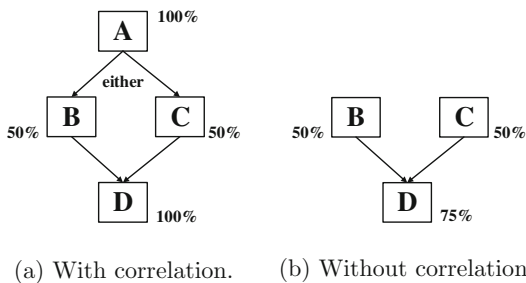 A 100%
either
50% B C 50% 50% B C 50%
D 100% D 75%
(a) With correlation. (b) Without correlation